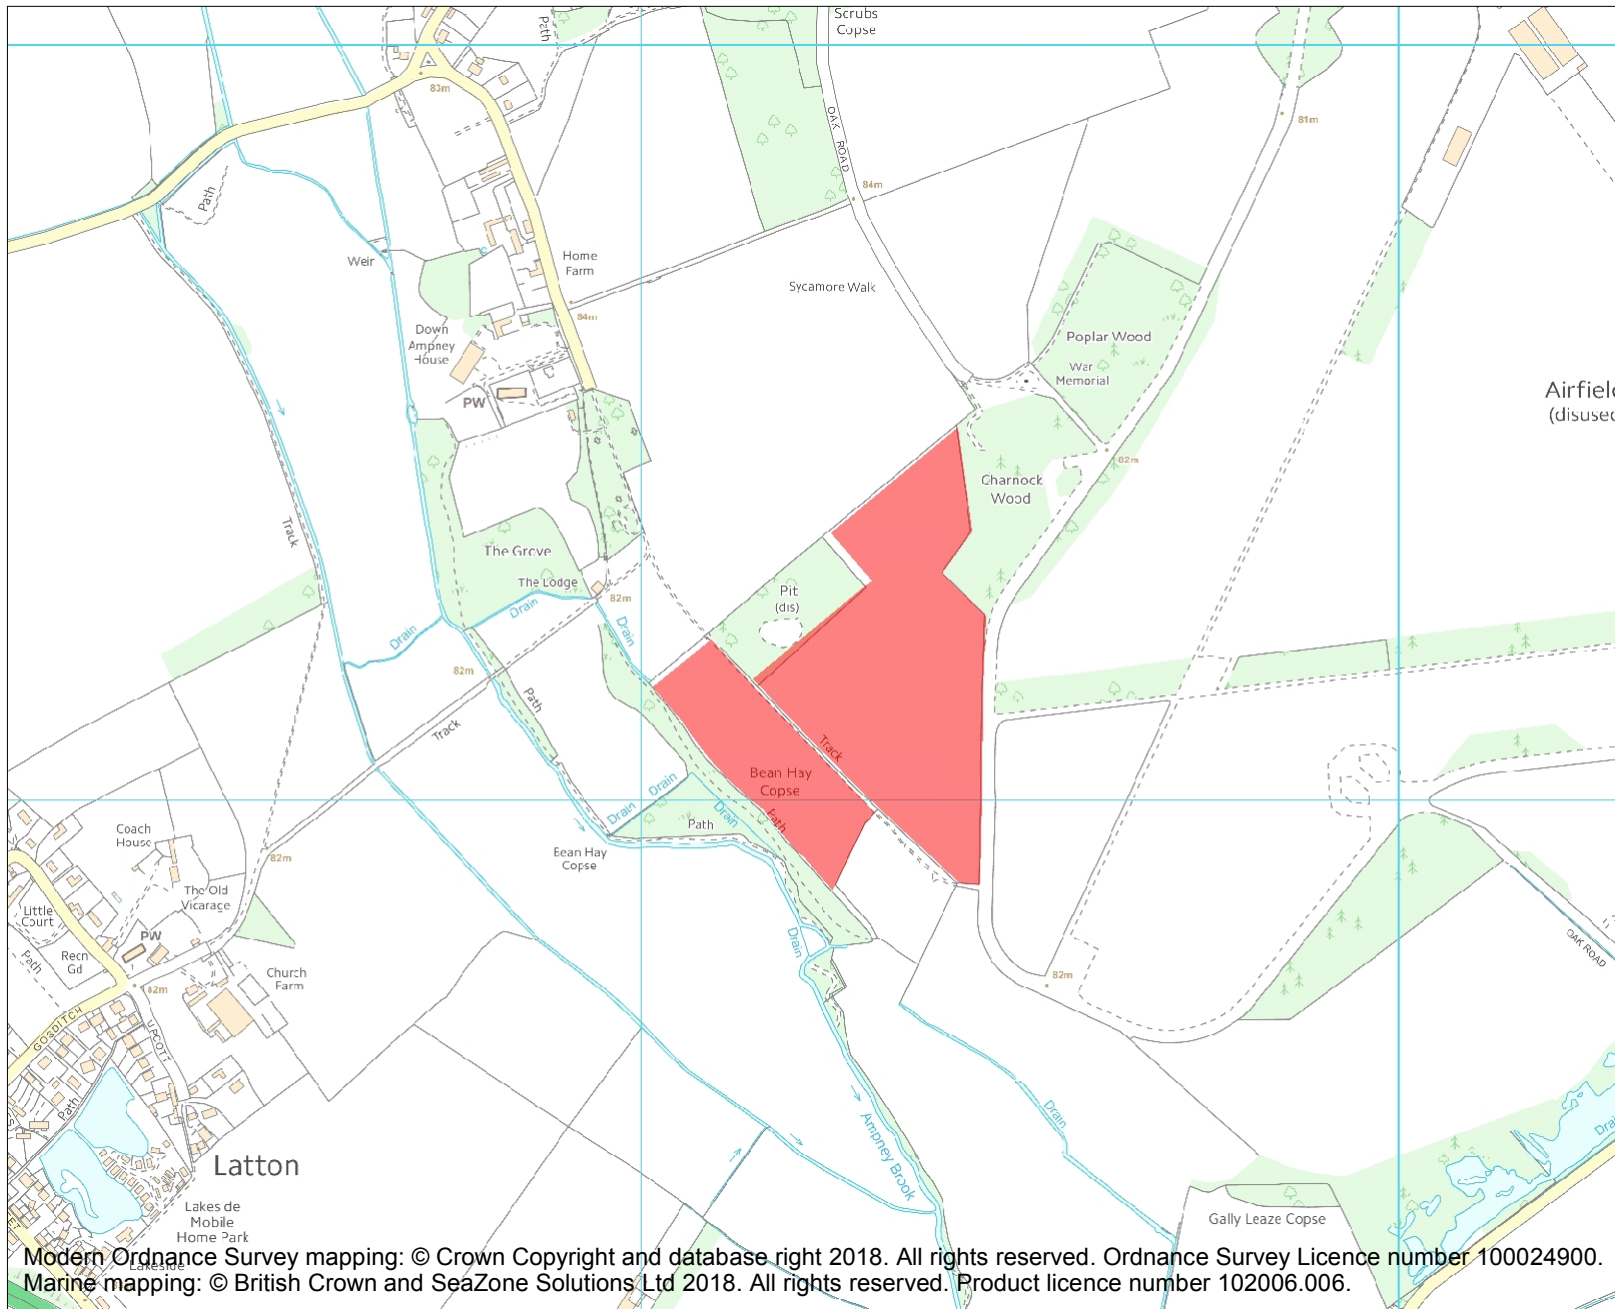 Scrubs
Copse
Path
83m
OAK ROAD
81m
84m
Path
Weir
Home
Farm
Sycamore Walk
84m
Down
Ampney
House
Poplar Wood
War
Memorial
PW
Airfield
(disused
82m
Charnock
Wood
Track
The Grove
The Lodge
Pit
(dis)
82m
Drain
Drain
Drain
82m
Path
Track
Track
Bean Hay
Copse
Drain
Drain
Drain
Path
Path
Coach
House
Bean Hay
Copse
82m
The Old
Vicarage
Little
Court
PW
Recn
Gd
Path
Drain
OAK ROAD
Church
Farm
82m
82m
GOSDITCH
UPCOTT
Path
Drain
Ampney Brook
Latton
Lakeside
Mobile
Home Park
Gally Leaze Copse
Lakeside
Modern Ordnance Survey mapping: © Crown Copyright and database right 2018. All rights reserved. Ordnance Survey Licence number 100024900.
Marine mapping: © British Crown and SeaZone Solutions Ltd 2018. All rights reserved. Product licence number 102006.006.